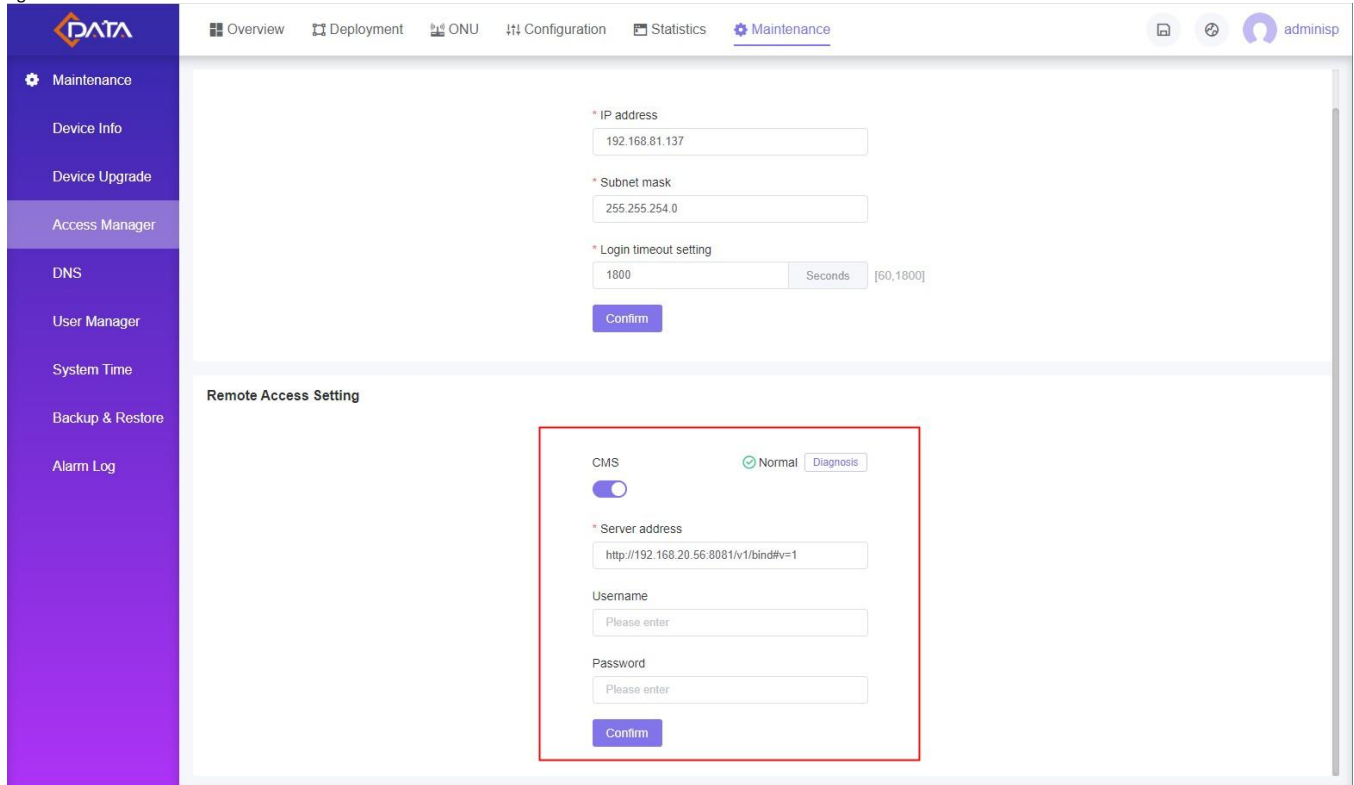 DATA
Overview
Deployment
ONU
Configuration
Statistics
Maintenance
adminisp
Maintenance
Device Info
Device Upgrade
Access Manager
DNS
User Manager
System Time
Backup & Restore
Alarm Log
* IP address
192.168.81.137
* Subnet mask
255.255.254.0
* Login timeout setting
1800 Seconds [60,1800]
Confirm
Remote Access Setting
CMS Normal Diagnosis
* Server address
http://192.168.20.56:8081/v1/bind#v=1
Username
Please enter
Password
Please enter
Confirm